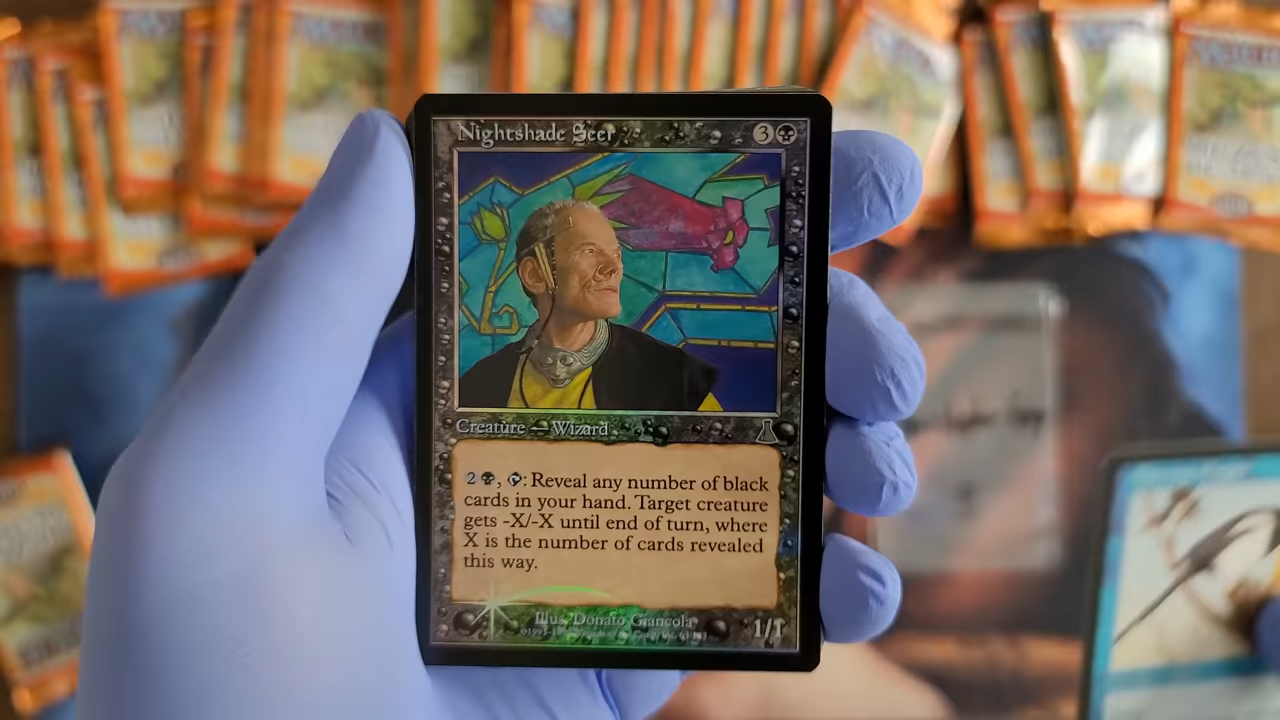 Nightshade Seer 3
Creature — Wizard
2, : Reveal any number of black
cards in your hand. Target creature
gets -X/-X until end of turn, where
X is the number of cards revealed
this way.
Illus. Donato Giancola
1/1